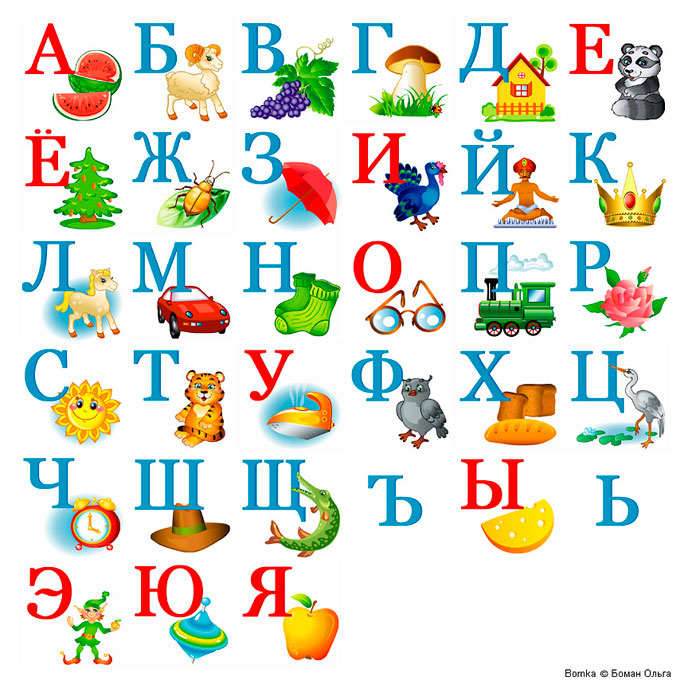 А Б В Г Д Е
Ё Ж З И Й К
Л М Н О П Р
С Т У Ф Х Ц
Ч Ш Щ Ъ Ы Ь
Э Ю Я
Bomka © Боман Ольга